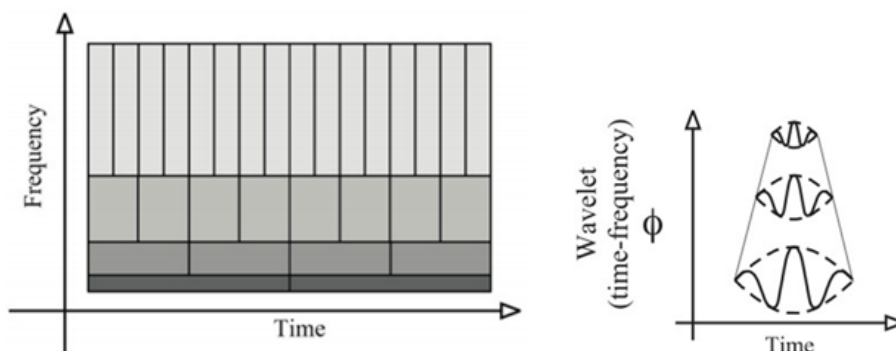 Frequency
Time
Wavelet
(time-frequency)
ϕ
Time